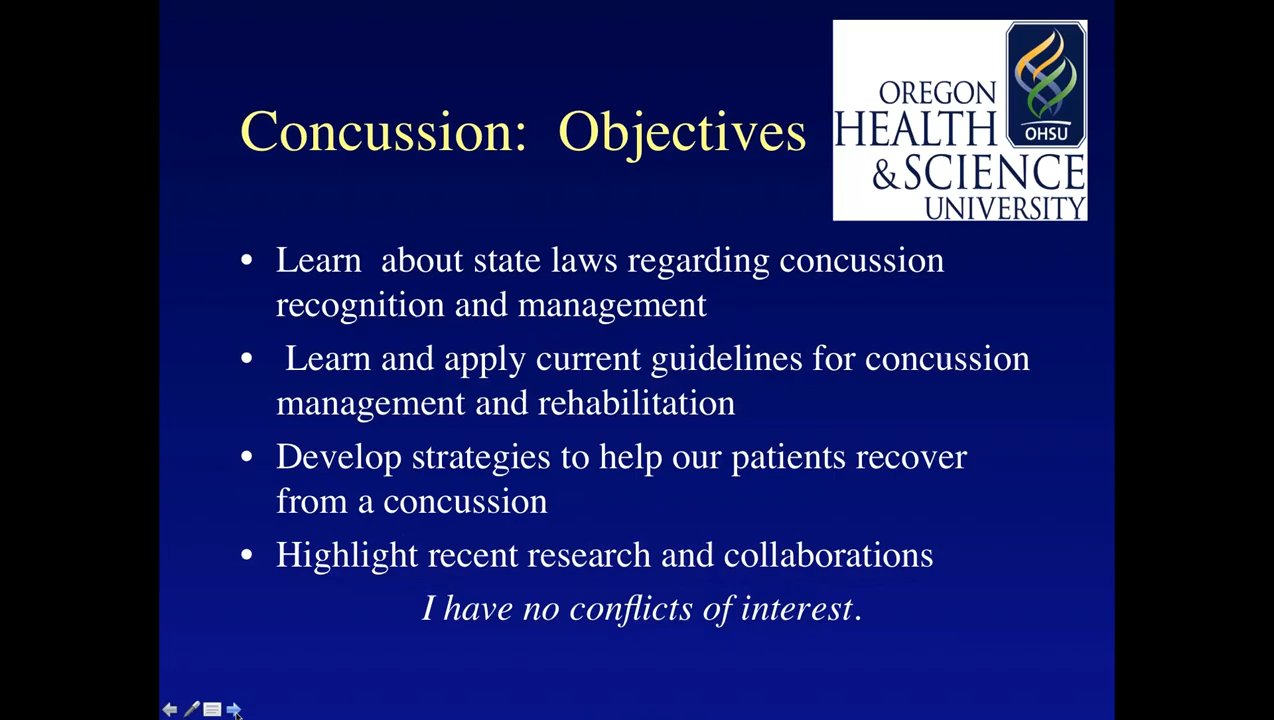 Concussion: Objectives
OREGON
HEALTH
OHSU
&SCIENCE
UNIVERSITY
• Learn about state laws regarding concussion
recognition and management
• Learn and apply current guidelines for concussion
management and rehabilitation
• Develop strategies to help our patients recover
from a concussion
• Highlight recent research and collaborations
I have no conflicts of interest.